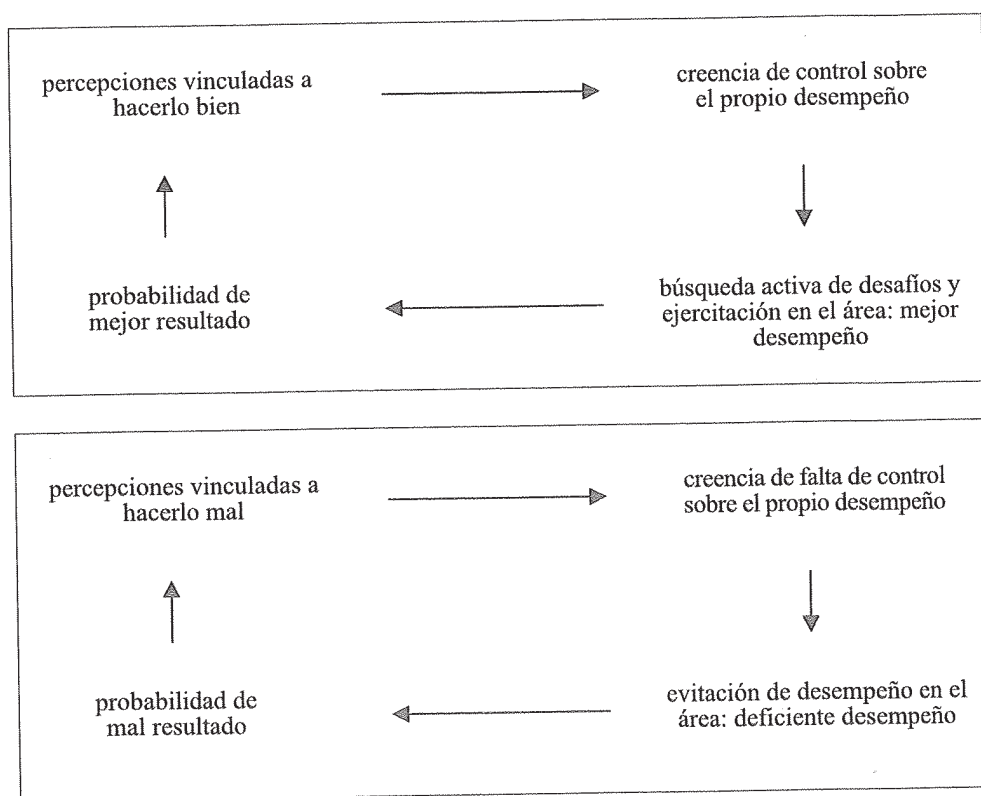 percepciones vinculadas a
hacerlo bien
creencia de control sobre
el propio desempeño
probabilidad de
mejor resultado
búsqueda activa de desafíos y
ejercitación en el área: mejor
desempeño
percepciones vinculadas a
hacerlo mal
creencia de falta de control
sobre el propio desempeño
probabilidad de
mal resultado
evitación de desempeño en el
área: deficiente desempeño